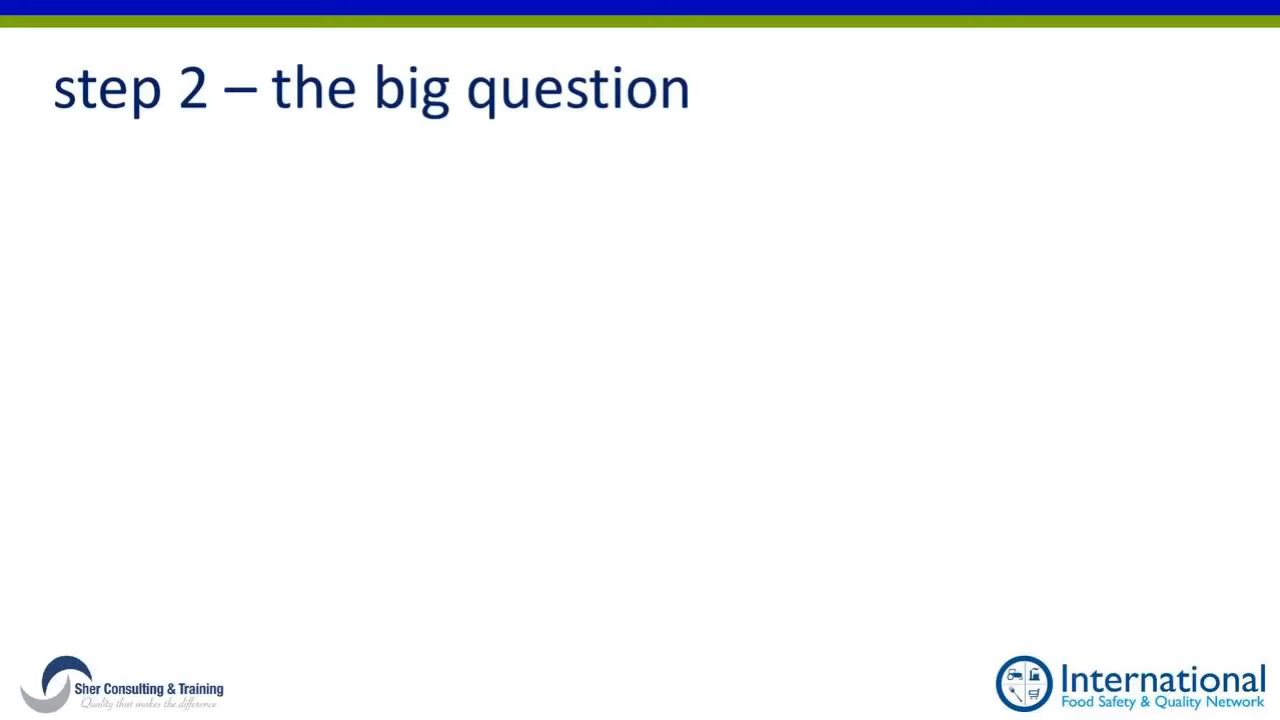 step 2 – the big question
Sher Consulting & Training
Quality that makes the difference
International
Food Safety & Quality Network